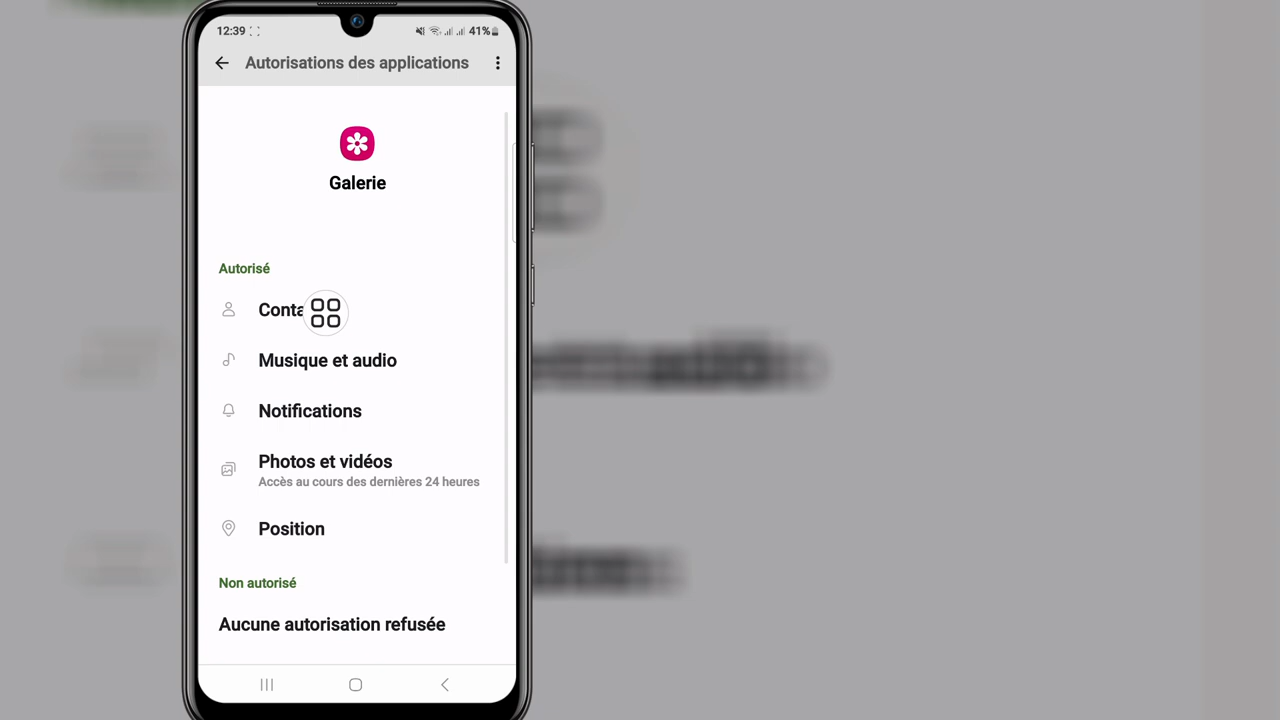 12:39
41%
Autorisations des applications
Galerie
Autorisé
Conta
Musique et audio
Notifications
Photos et vidéos
Accès au cours des dernières 24 heures
Position
Non autorisé
Aucune autorisation refusée